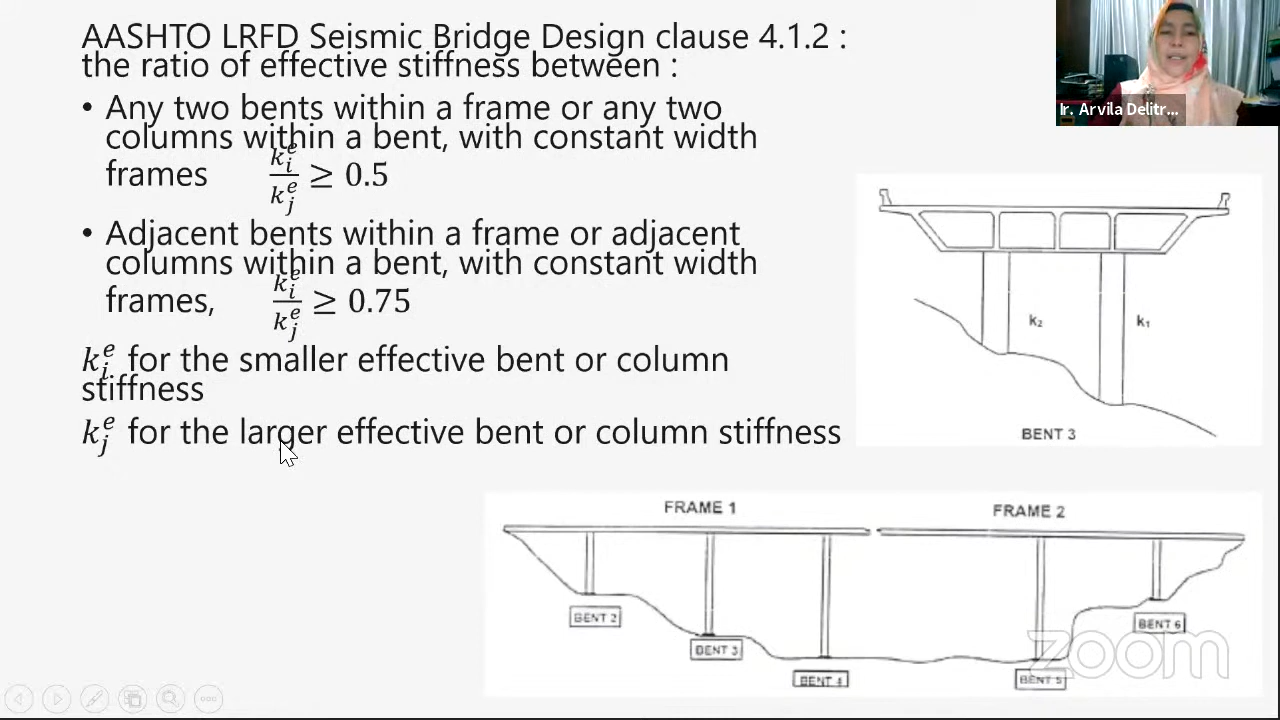 AASHTO LRFD Seismic Bridge Design clause 4.1.2 :
the ratio of effective stiffness between :
• Any two bents within a frame or any two
columns within a bent, with constant width
frames k_i^e / k_j^e ≥ 0.5
• Adjacent bents within a frame or adjacent
columns within a bent, with constant width
frames, k_i^e / k_j^e ≥ 0.75
k_i^e for the smaller effective bent or column
stiffness
k_j^e for the larger effective bent or column stiffness
Ir. Arvila Delitr...
k₂
k₁
BENT 3
FRAME 1
FRAME 2
BENT 2
BENT 3
BENT 4
BENT 5
BENT 6
zoom